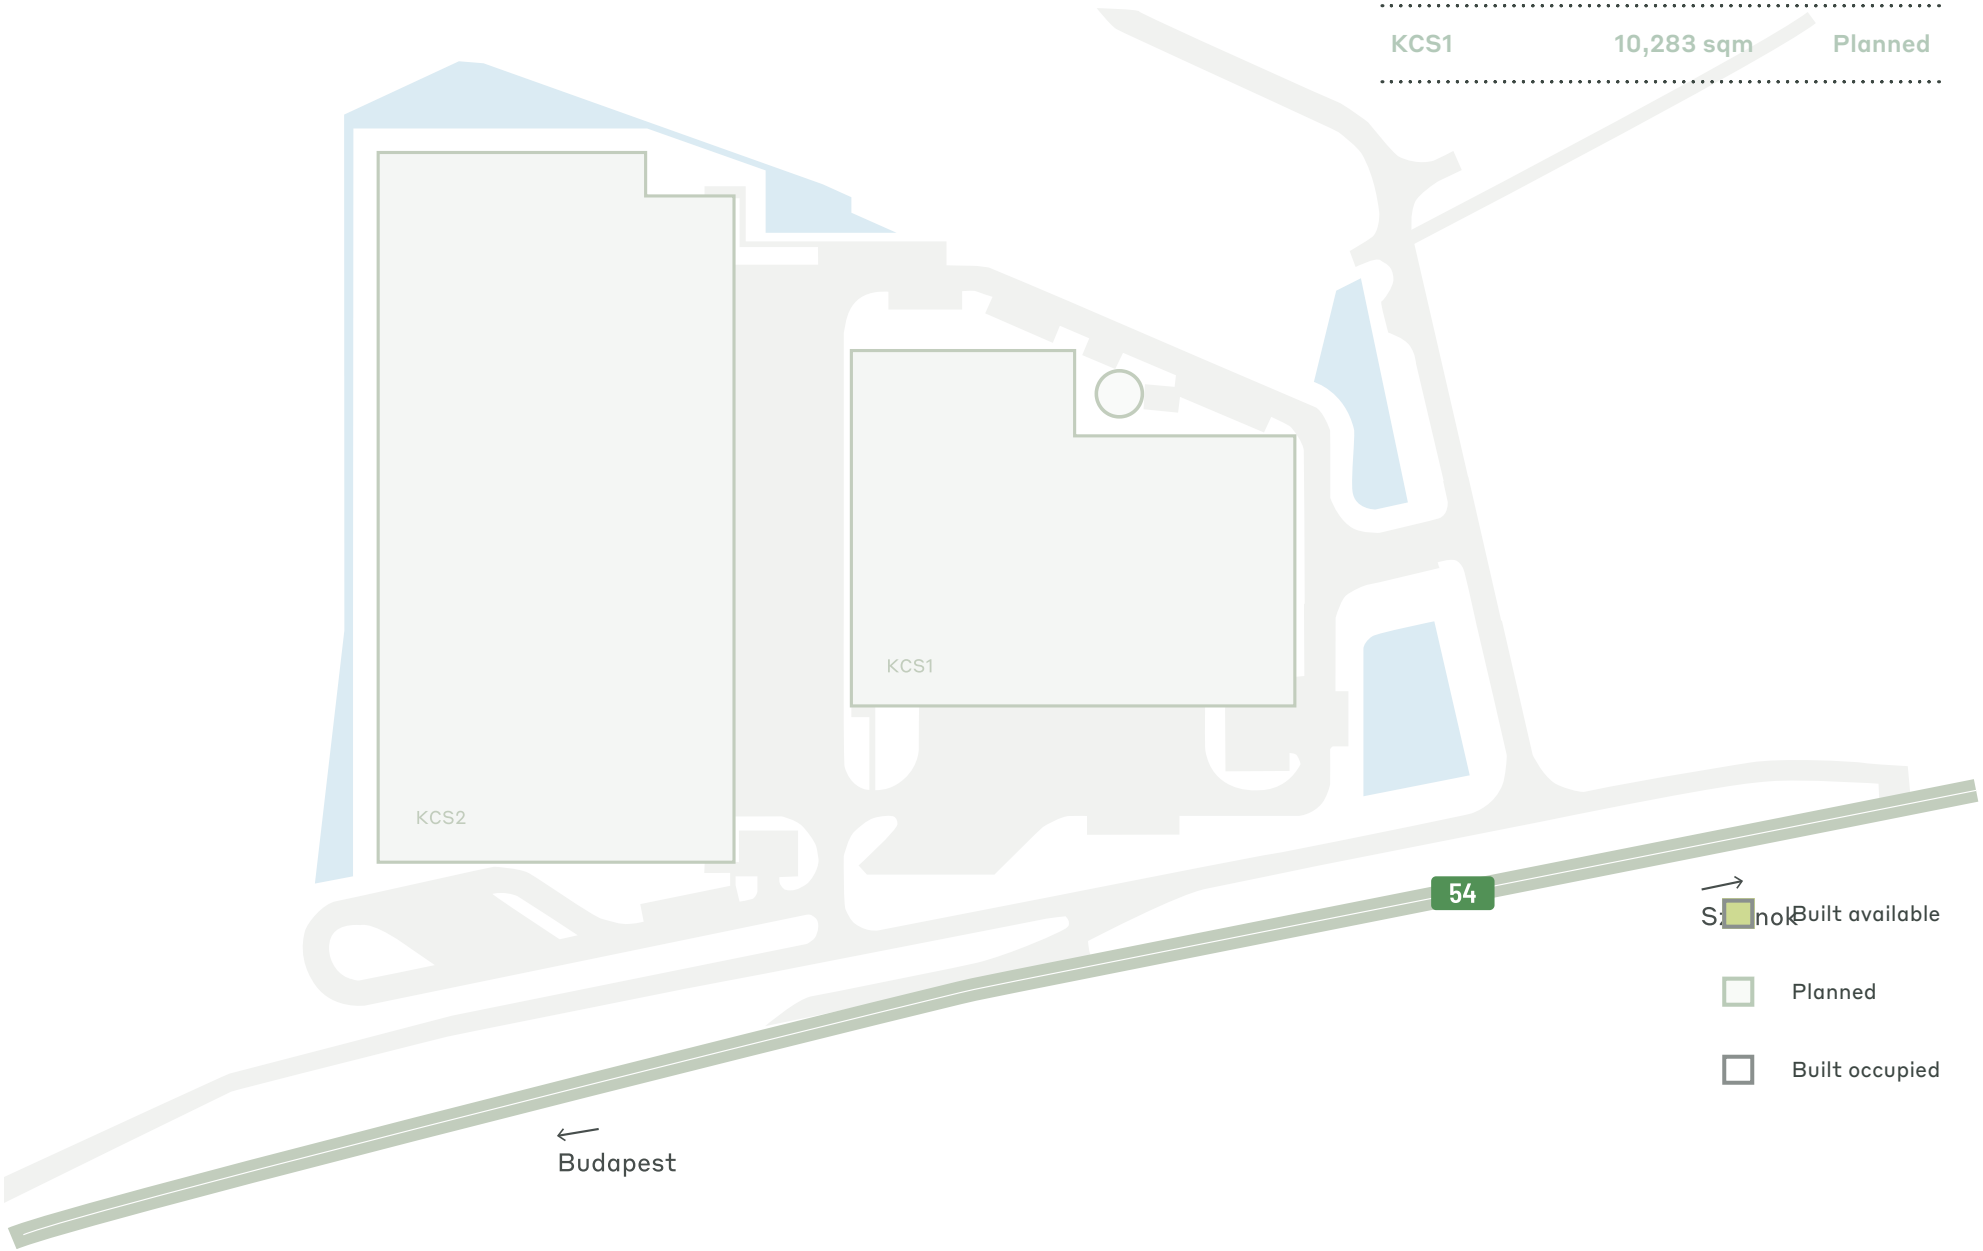 KCS1 10,283 sqm Planned
KCS1
KCS2
54
Built available
Planned
Built occupied
Budapest